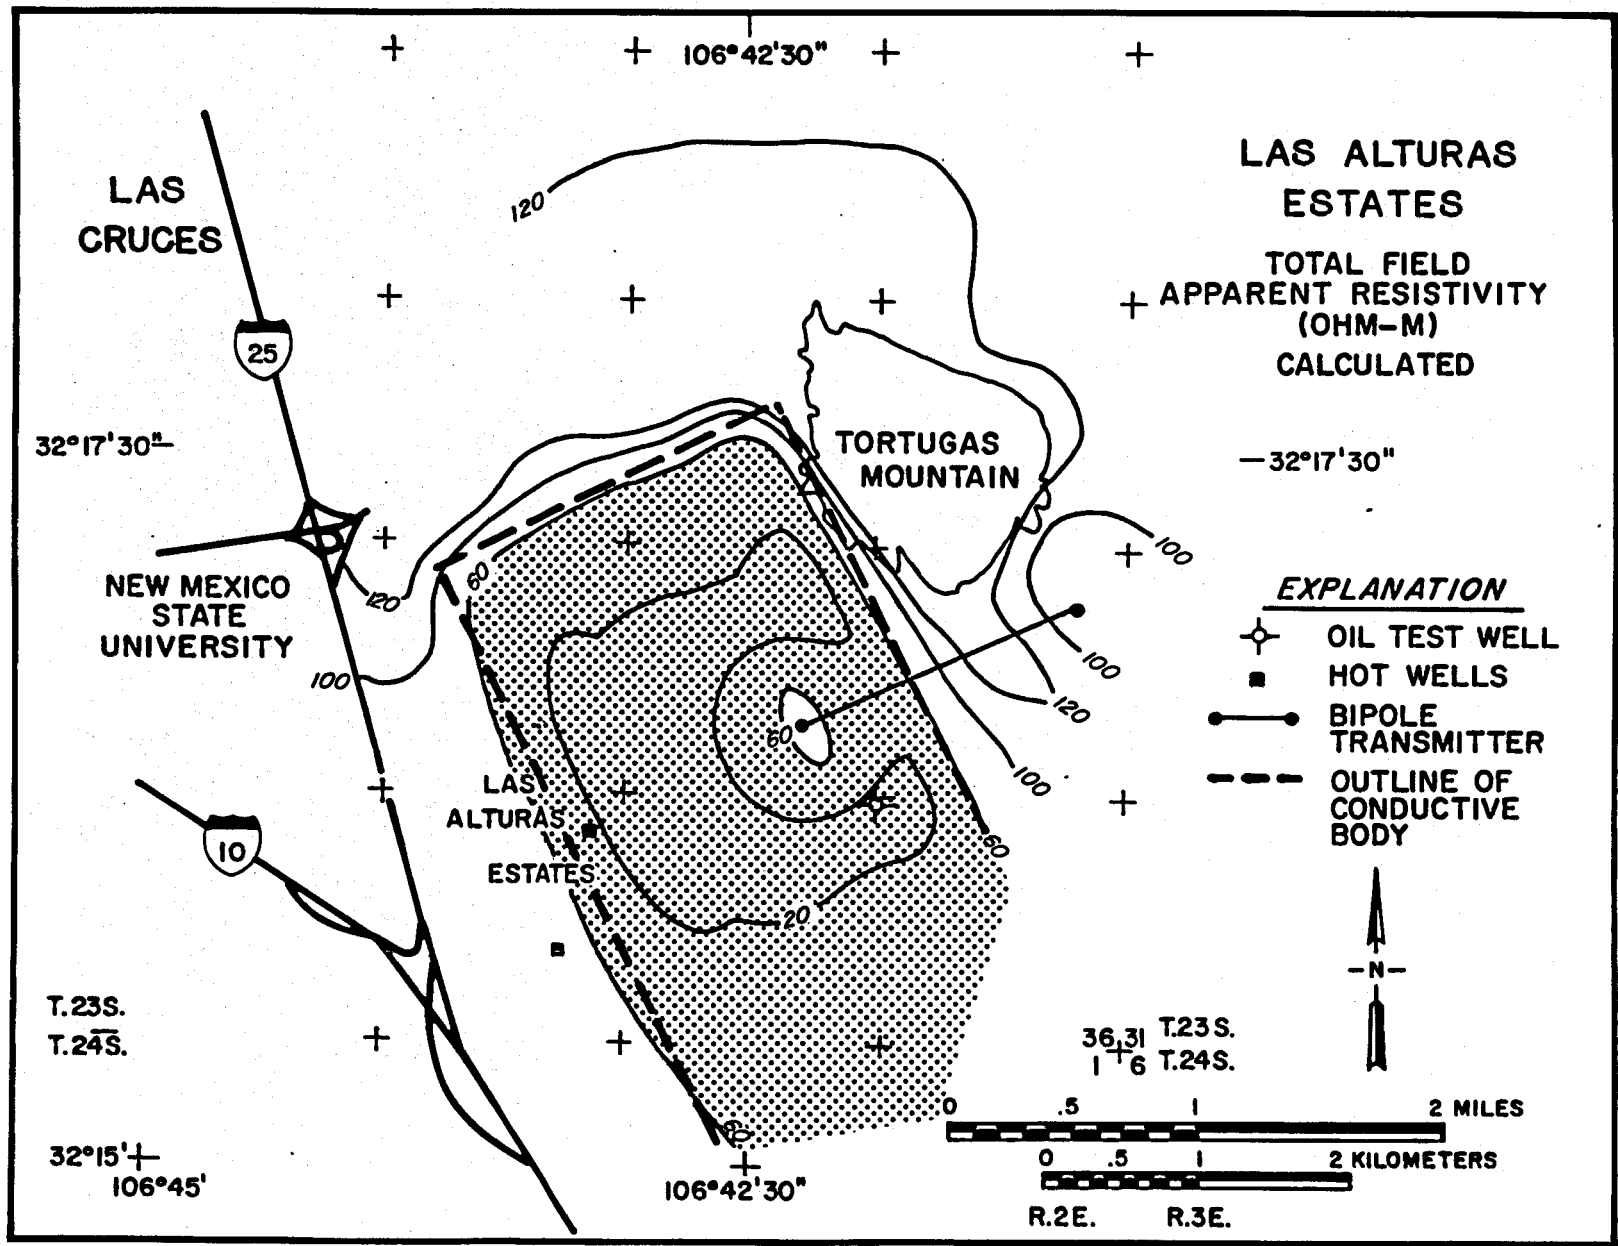 106°42'30"
LAS ALTURAS
ESTATES
TOTAL FIELD
APPARENT RESISTIVITY
(OHM-M)
CALCULATED
LAS
CRUCES
120
25
32°17'30"
TORTUGAS
MOUNTAIN
32°17'30"
100
60
120
NEW MEXICO
STATE
UNIVERSITY
100
100
120
60
100
EXPLANATION
OIL TEST WELL
HOT WELLS
BIPOLE
TRANSMITTER
OUTLINE OF
CONDUCTIVE
BODY
LAS
ALTURAS
ESTATES
10
60
20
N
T.23S.
T.24S.
36 31 T.23S.
1 6 T.24S.
0 .5 1 2 MILES
0 .5 1 2 KILOMETERS
R.2E. R.3E.
60
32°15'
106°45'
106°42'30"